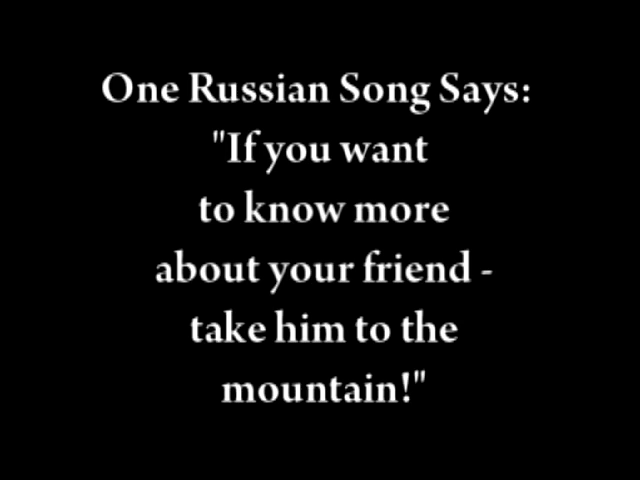 One Russian Song Says:
"If you want
to know more
about your friend -
take him to the
mountain!"